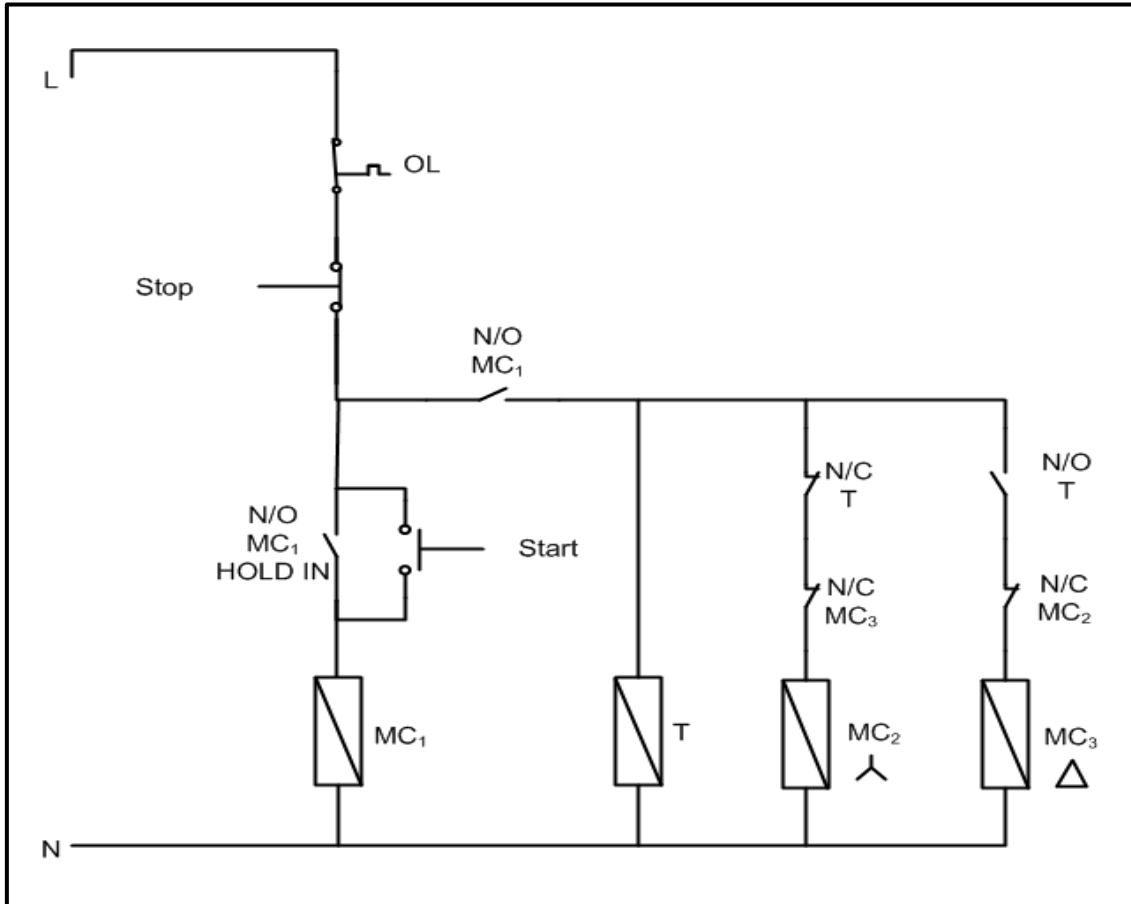 L
OL
Stop
N/O
MC₁
N/C
T
N/O
T
N/O
MC₁
HOLD IN
Start
N/C
MC₃
N/C
MC₂
MC₁
T
MC₂
MC₃
N